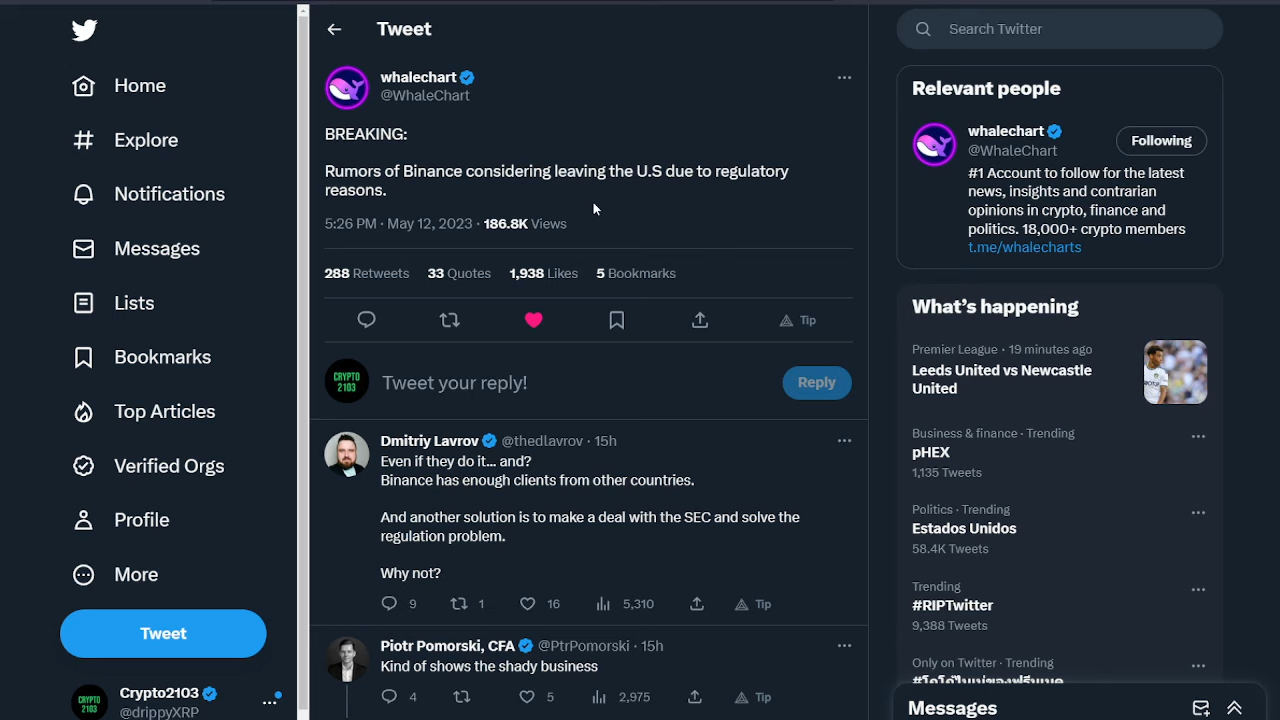 Home
Explore
Notifications
Messages
Lists
Bookmarks
Top Articles
Verified Orgs
Profile
More
Tweet
CRYPTO
2103
Crypto2103
@drippyXRP
Tweet
whalechart
@WhaleChart
BREAKING:
Rumors of Binance considering leaving the U.S due to regulatory
reasons.
5:26 PM · May 12, 2023 · 186.8K Views
288 Retweets 33 Quotes 1,938 Likes 5 Bookmarks
Tip
CRYPTO
2103
Tweet your reply!
Reply
Dmitriy Lavrov @thedlavrov · 15h
Even if they do it... and?
Binance has enough clients from other countries.
And another solution is to make a deal with the SEC and solve the
regulation problem.
Why not?
9 1 16 5,310 Tip
Piotr Pomorski, CFA @PtrPomorski · 15h
Kind of shows the shady business
4 5 2,975 Tip
Search Twitter
Relevant people
whalechart
@WhaleChart
Following
#1 Account to follow for the latest
news, insights and contrarian
opinions in crypto, finance and
politics. 18,000+ crypto members
t.me/whalecharts
What's happening
Premier League · 19 minutes ago
Leeds United vs Newcastle
United
Business & finance · Trending
pHEX
1,135 Tweets
Politics · Trending
Estados Unidos
58.4K Tweets
Trending
#RIPTwitter
9,388 Tweets
Only on Twitter · Trending
Messages